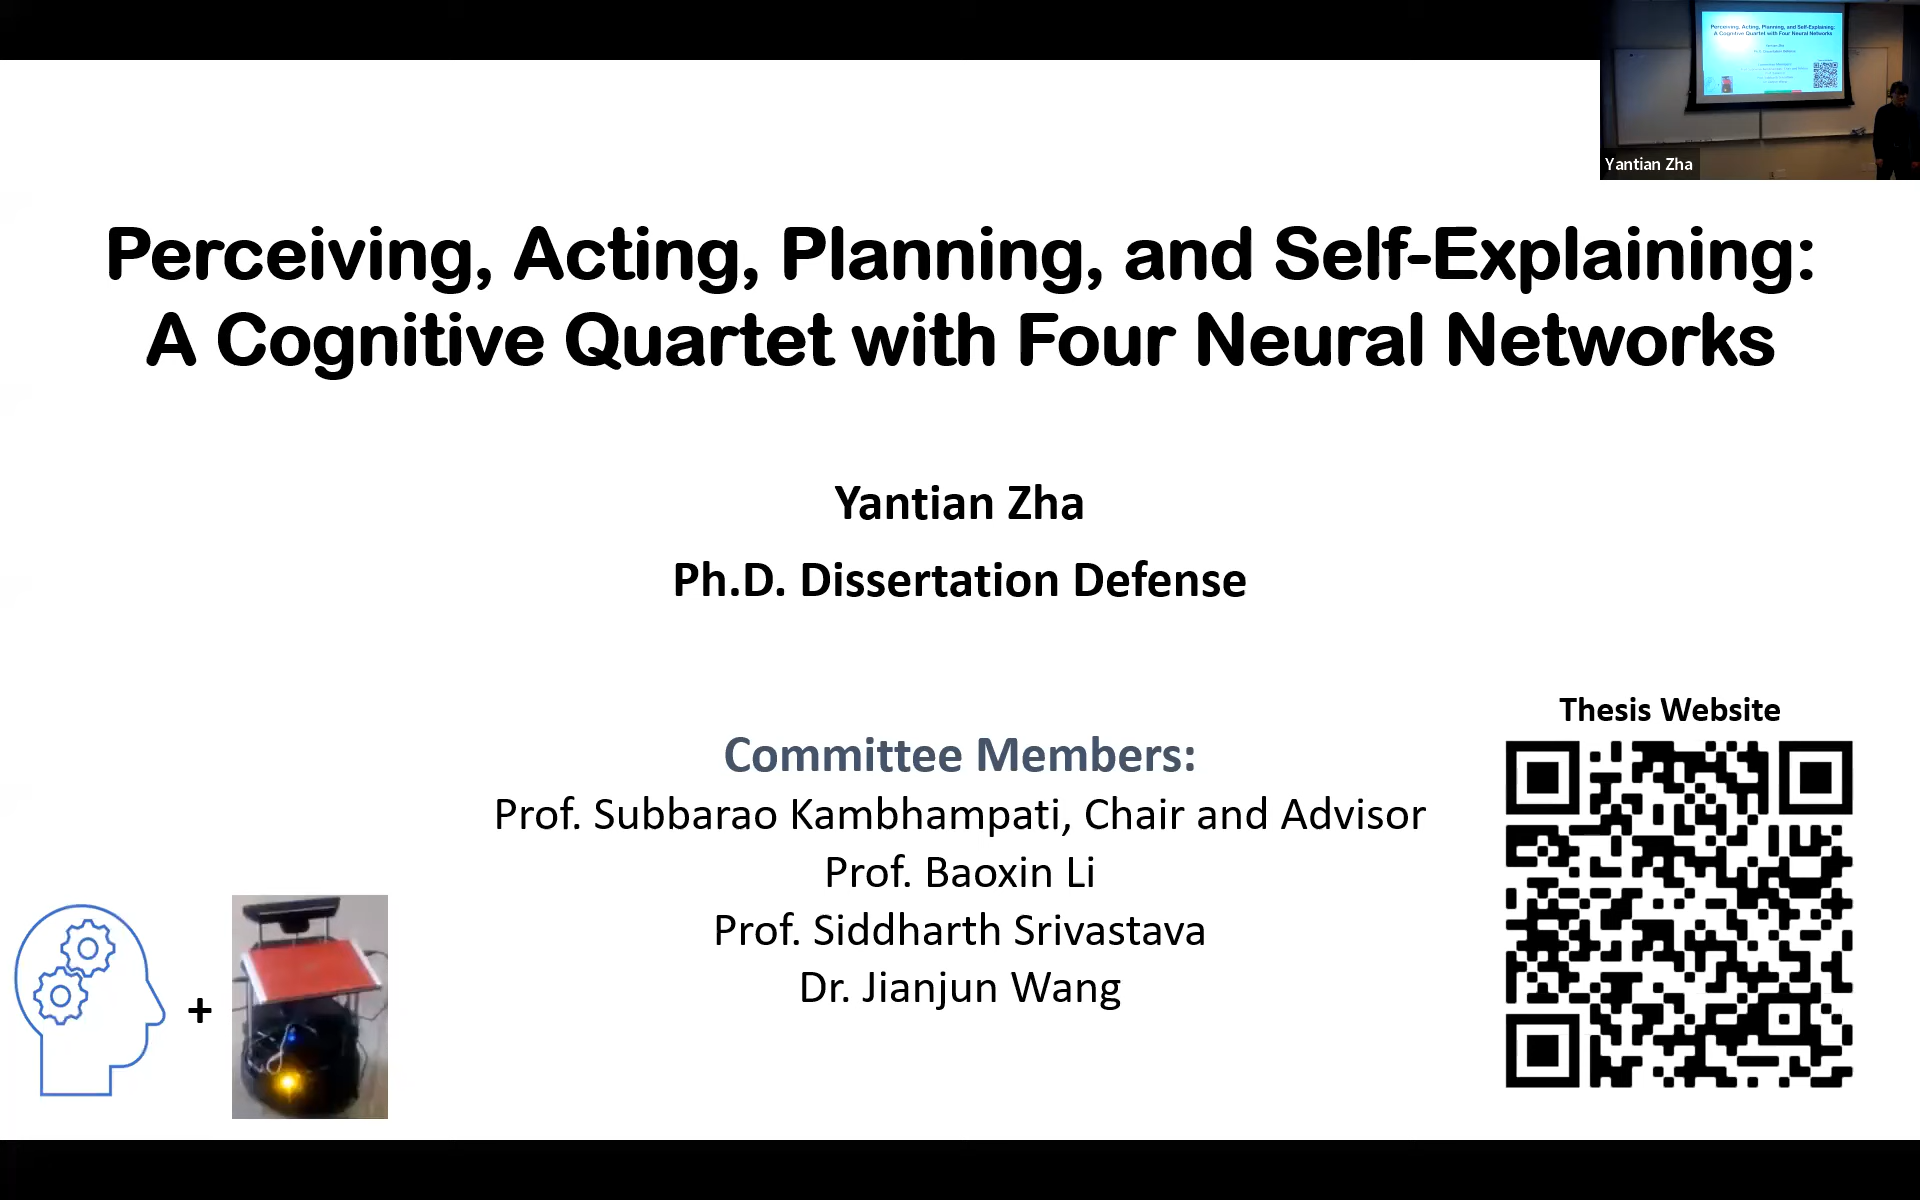 Perceiving, Acting, Planning, and Self-Explaining:
A Cognitive Quartet with Four Neural Networks
Yantian Zha
Yantian Zha
Ph.D. Dissertation Defense
Thesis Website
Committee Members:
Prof. Subbarao Kambhampati, Chair and Advisor
Prof. Baoxin Li
Prof. Siddharth Srivastava
Dr. Jianjun Wang
+